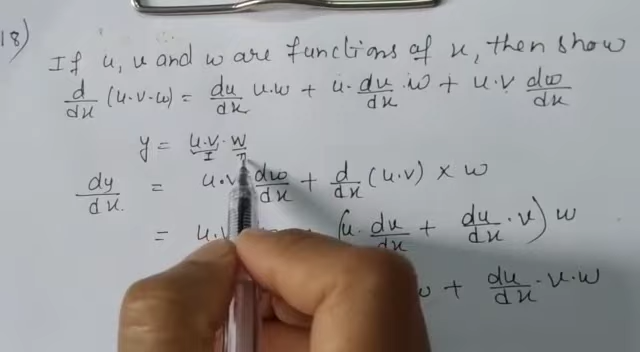 18)
If u, v and w are functions of x, then show
d/dx (u.v.w) = du/dx v.w + u. dv/dx .w + u.v dw/dx
y = u.v . w
I II
dy/dx = u.v dw/dx + d/dx (u.v) × w
= u.v + (u. dv/dx + du/dx . v) w
w + du/dx . v.w